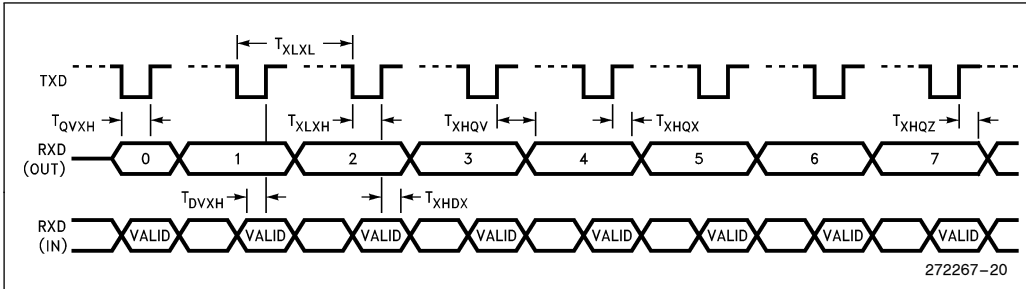 TXLXL
TXD
TQVXH TXLXH TXHQV TXHQX TXHQZ
RXD
(OUT)
0 1 2 3 4 5 6 7
TDVXH TXHDX
RXD
(IN)
VALID VALID VALID VALID VALID VALID VALID VALID
272267-20